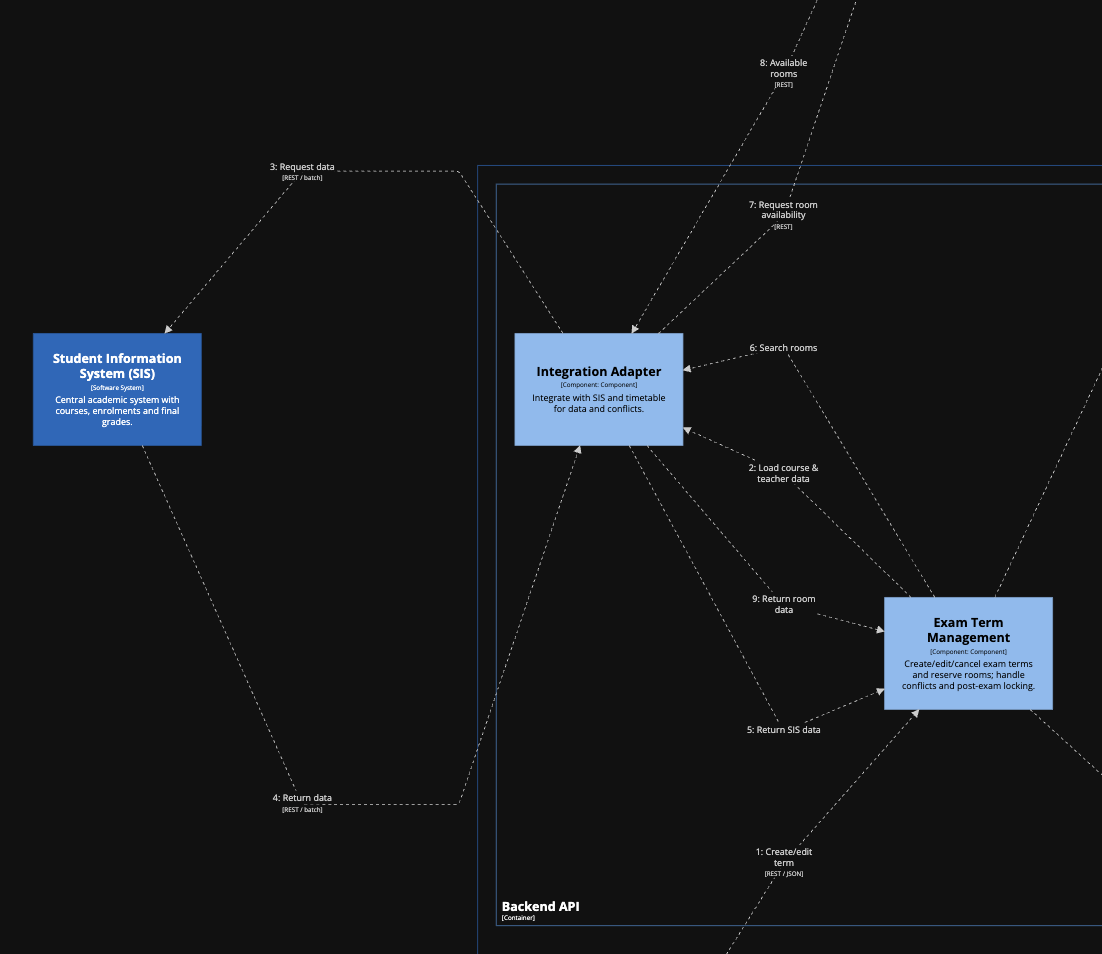 8: Available
rooms
[REST]
3: Request data
[REST / batch]
7: Request room
availability
[REST]
Student Information
System (SIS)
[Software System]
Central academic system with
courses, enrolments and final
grades.
Integration Adapter
[Component: Component]
Integrate with SIS and timetable
for data and conflicts.
6: Search rooms
2: Load course &
teacher data
9: Return room
data
Exam Term
Management
[Component: Component]
Create/edit/cancel exam terms
and reserve rooms; handle
conflicts and post-exam locking.
5: Return SIS data
4: Return data
[REST / batch]
1: Create/edit
term
[REST / JSON]
Backend API
[Container]